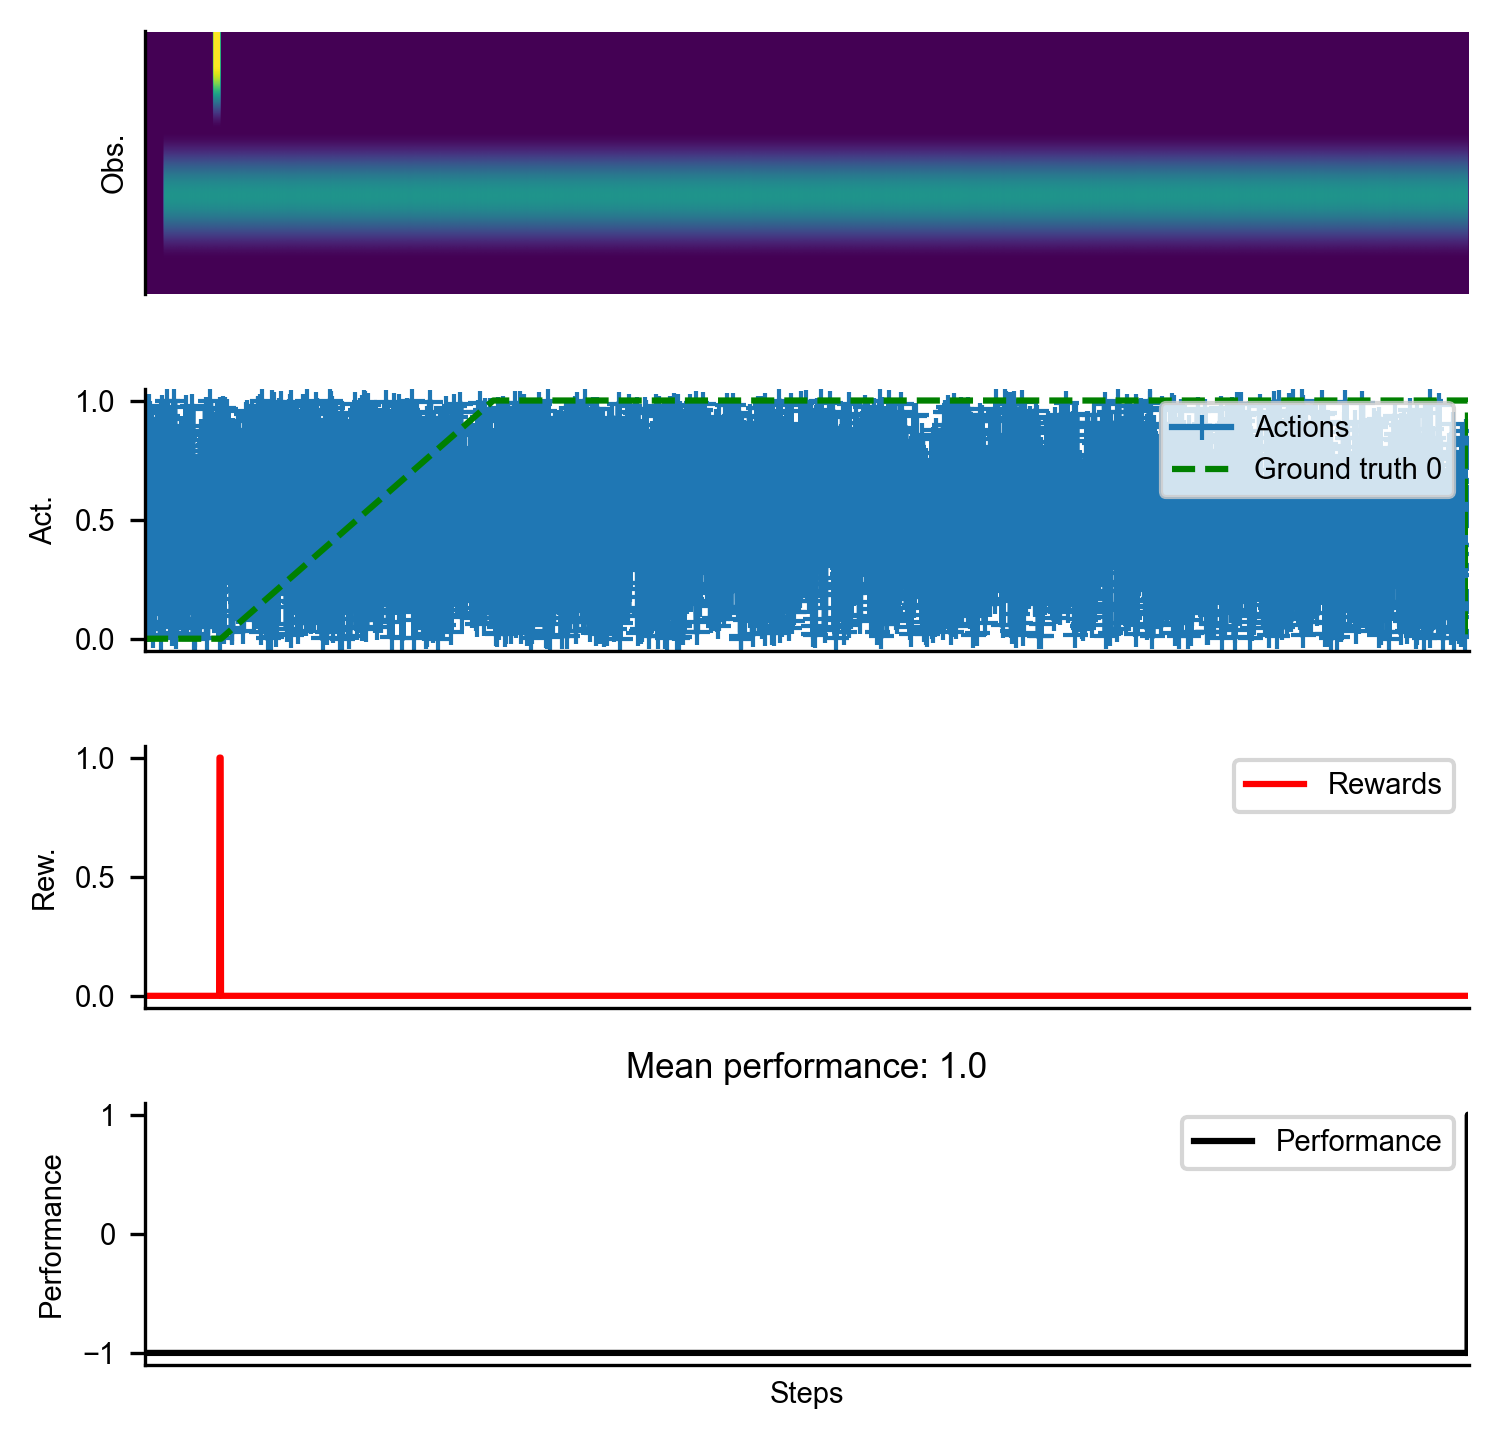 Obs.
1.0
0.5
0.0
Act.
Actions
Ground truth 0
1.0
0.5
0.0
Rew.
Rewards
Mean performance: 1.0
1
0
−1
Performance
Performance
Steps